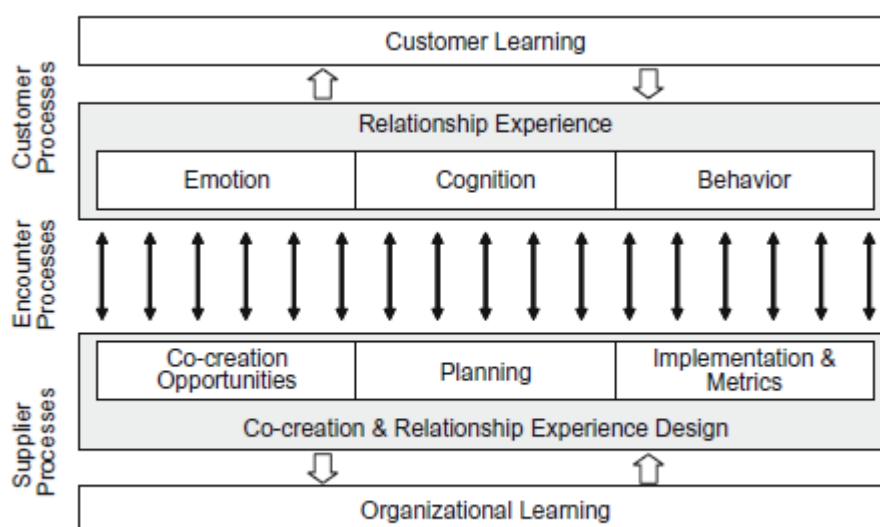 Customer Learning
Customer
Processes
Relationship Experience
Emotion
Cognition
Behavior
Encounter
Processes
Co-creation
Opportunities
Planning
Implementation &
Metrics
Supplier
Processes
Co-creation & Relationship Experience Design
Organizational Learning